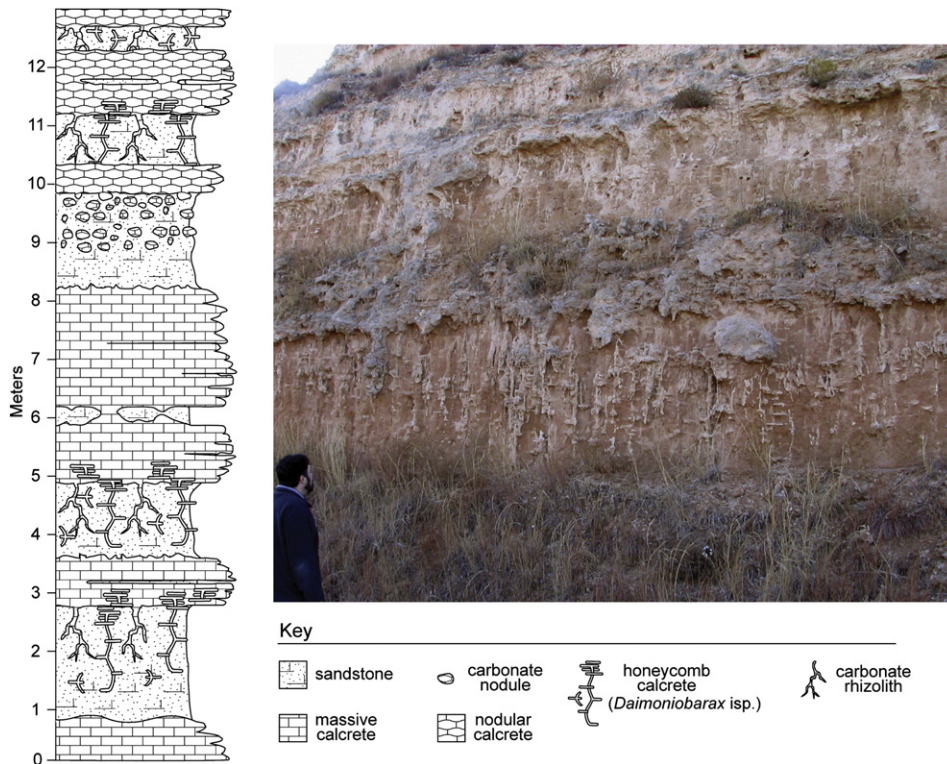 12
11
10
9
8
7
6
5
4
3
2
1
0
Meters
Key
sandstone
carbonate
nodule
honeycomb
calcrete
(Daimoniobarax isp.)
carbonate
rhizolith
massive
calcrete
nodular
calcrete